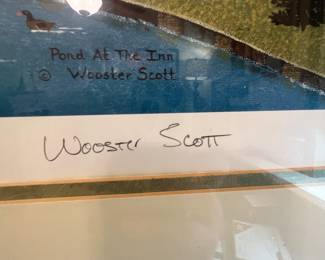 Pond At The Inn
© Wooster Scott
Wooster Scott